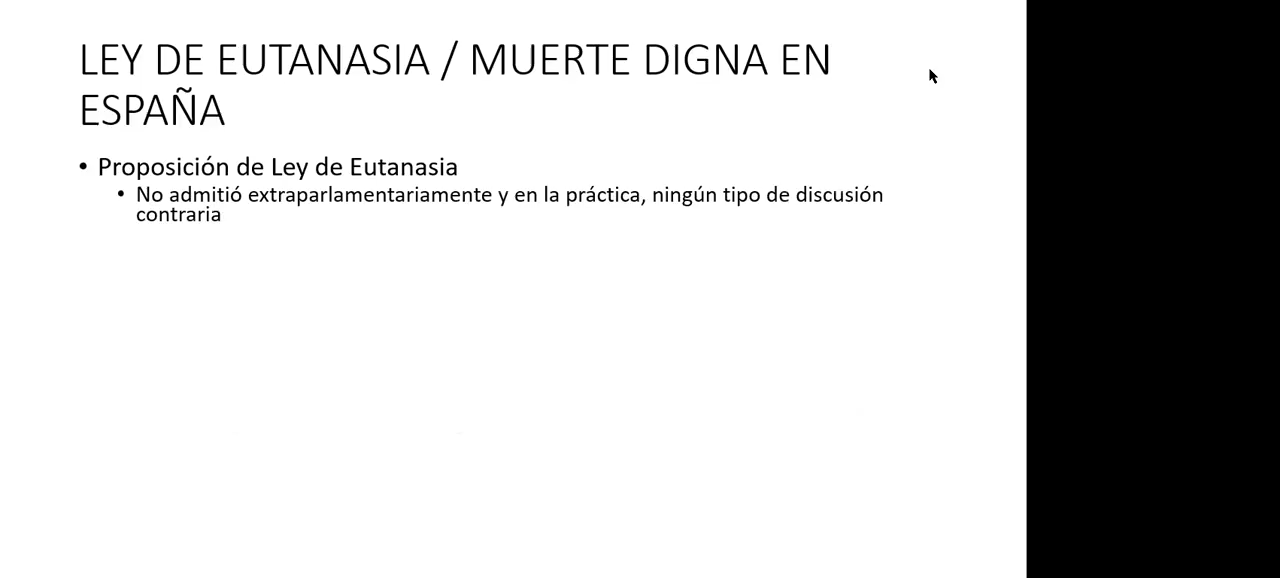 LEY DE EUTANASIA / MUERTE DIGNA EN
ESPAÑA
• Proposición de Ley de Eutanasia
• No admitió extraparlamentariamente y en la práctica, ningún tipo de discusión
contraria